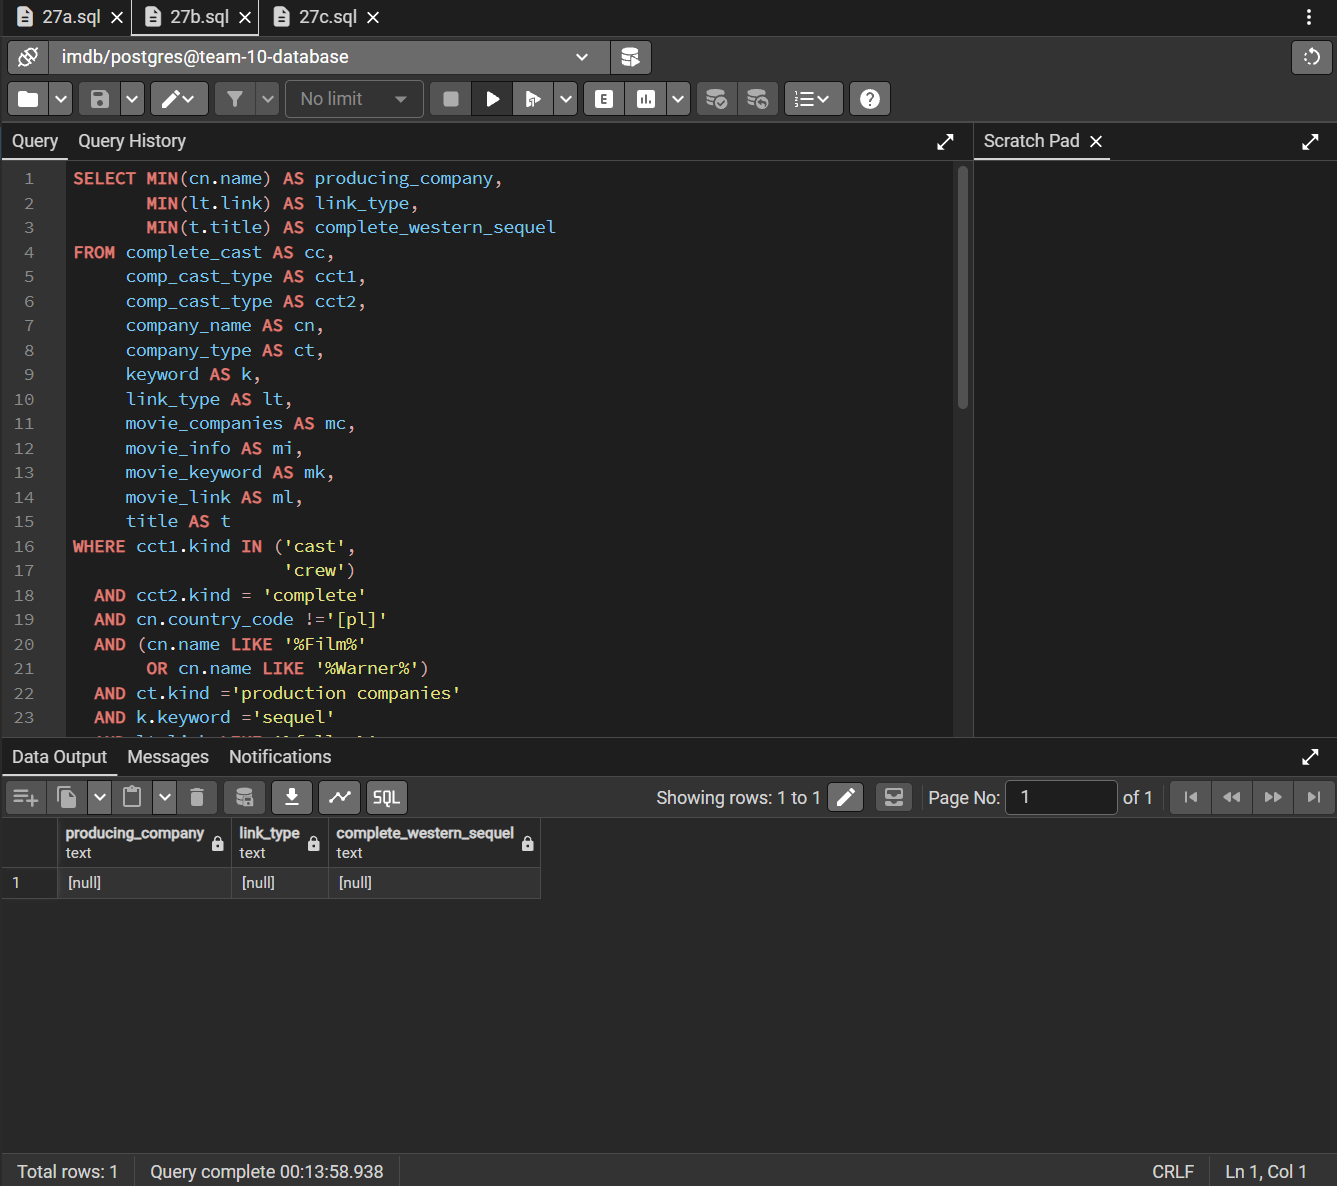 27a.sql
27b.sql
27c.sql
imdb/postgres@team-10-database
No limit
E
Query
Query History
Scratch Pad
1 SELECT MIN(cn.name) AS producing_company,
2 MIN(lt.link) AS link_type,
3 MIN(t.title) AS complete_western_sequel
4 FROM complete_cast AS cc,
5 comp_cast_type AS cct1,
6 comp_cast_type AS cct2,
7 company_name AS cn,
8 company_type AS ct,
9 keyword AS k,
10 link_type AS lt,
11 movie_companies AS mc,
12 movie_info AS mi,
13 movie_keyword AS mk,
14 movie_link AS ml,
15 title AS t
16 WHERE cct1.kind IN ('cast',
17 'crew')
18 AND cct2.kind = 'complete'
19 AND cn.country_code !='[pl]'
20 AND (cn.name LIKE '%Film%'
21 OR cn.name LIKE '%Warner%')
22 AND ct.kind ='production companies'
23 AND k.keyword ='sequel'
Data Output
Messages
Notifications
SQL
Showing rows: 1 to 1
Page No: 1 of 1
producing_company link_type complete_western_sequel
text text text
1 [null] [null] [null]
Total rows: 1
Query complete 00:13:58.938
CRLF
Ln 1, Col 1